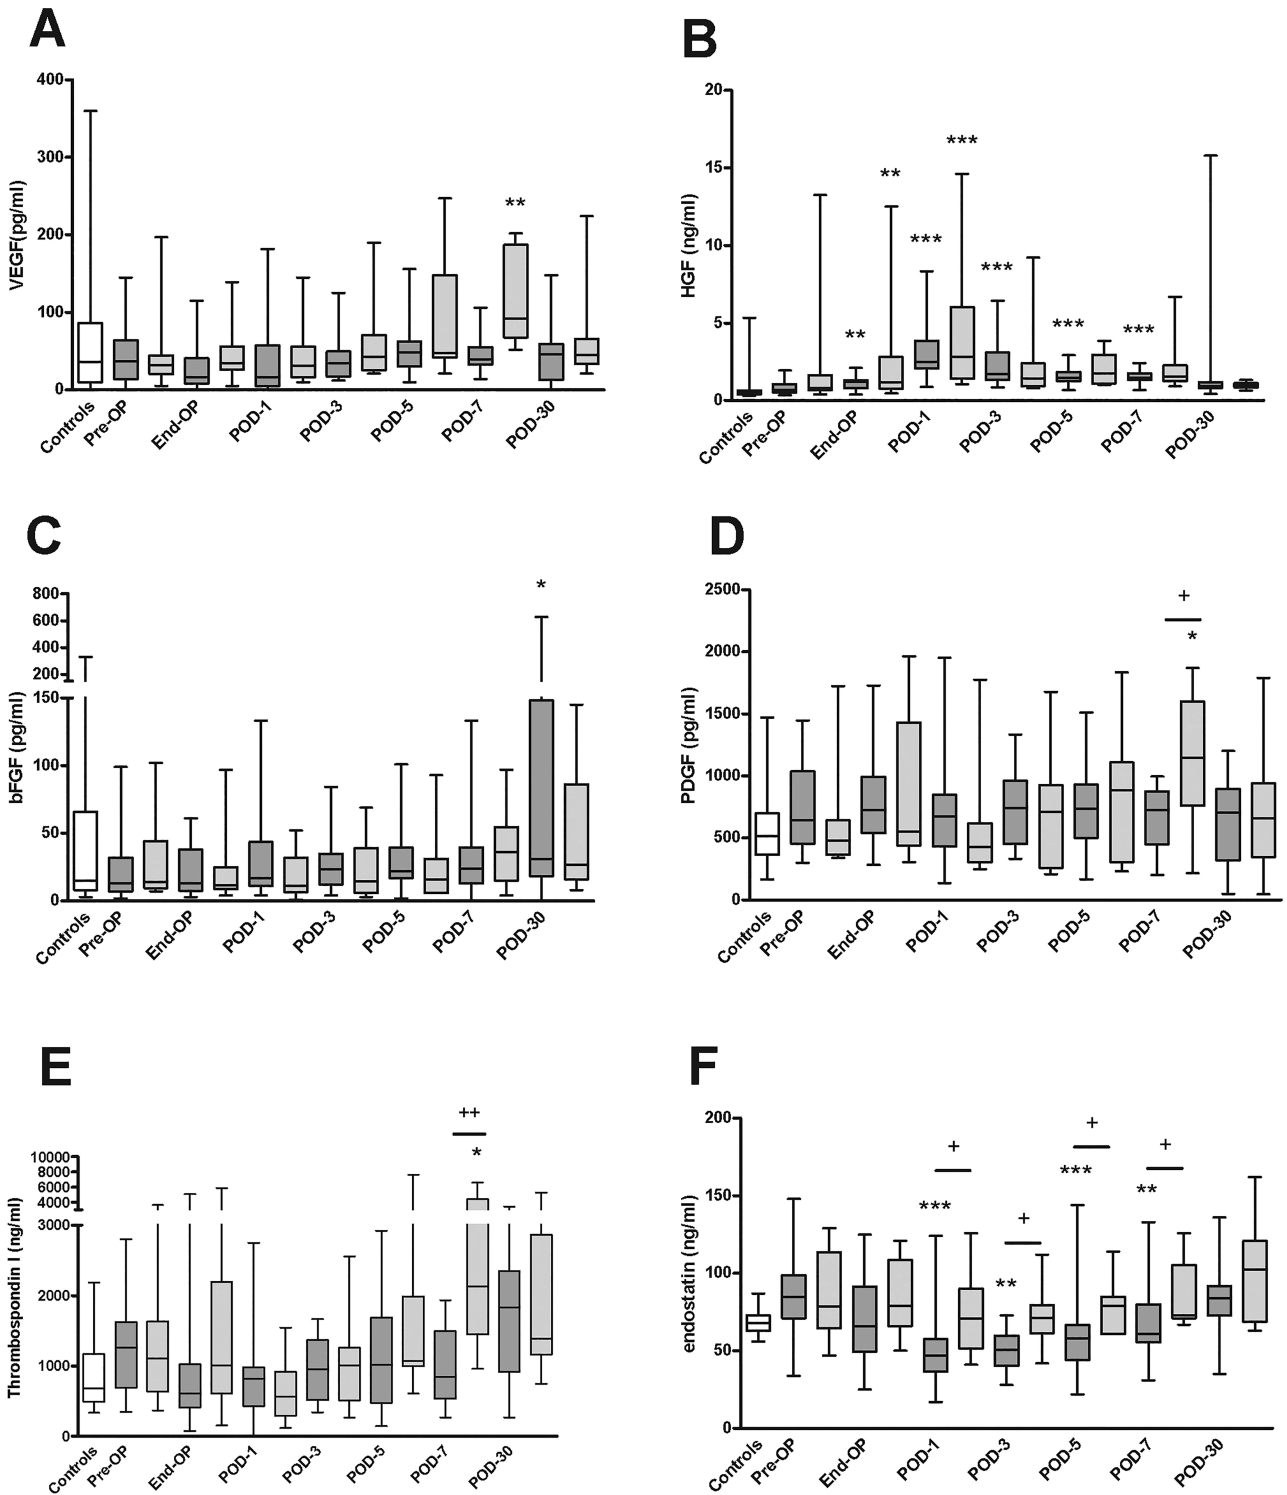 A
400
300
200
100
0
VEGF(pg/ml)
**
Controls
Pre-OP
End-OP
POD-1
POD-3
POD-5
POD-7
POD-30
B
20
15
10
5
0
HGF (ng/ml)
**
**
***
***
***
***
***
Controls
Pre-OP
End-OP
POD-1
POD-3
POD-5
POD-7
POD-30
C
800
600
400
200
150
100
50
0
bFGF (pg/ml)
*
Controls
Pre-OP
End-OP
POD-1
POD-3
POD-5
POD-7
POD-30
D
2500
2000
1500
1000
500
0
PDGF (pg/ml)
+
*
Controls
Pre-OP
End-OP
POD-1
POD-3
POD-5
POD-7
POD-30
E
10000
8000
6000
4000
3000
2000
1000
0
Thrombospondin I (ng/ml)
++
*
Controls
Pre-OP
End-OP
POD-1
POD-3
POD-5
POD-7
POD-30
F
200
150
100
50
0
endostatin (ng/ml)
+
***
+
**
+
***
+
**
Controls
Pre-OP
End-OP
POD-1
POD-3
POD-5
POD-7
POD-30